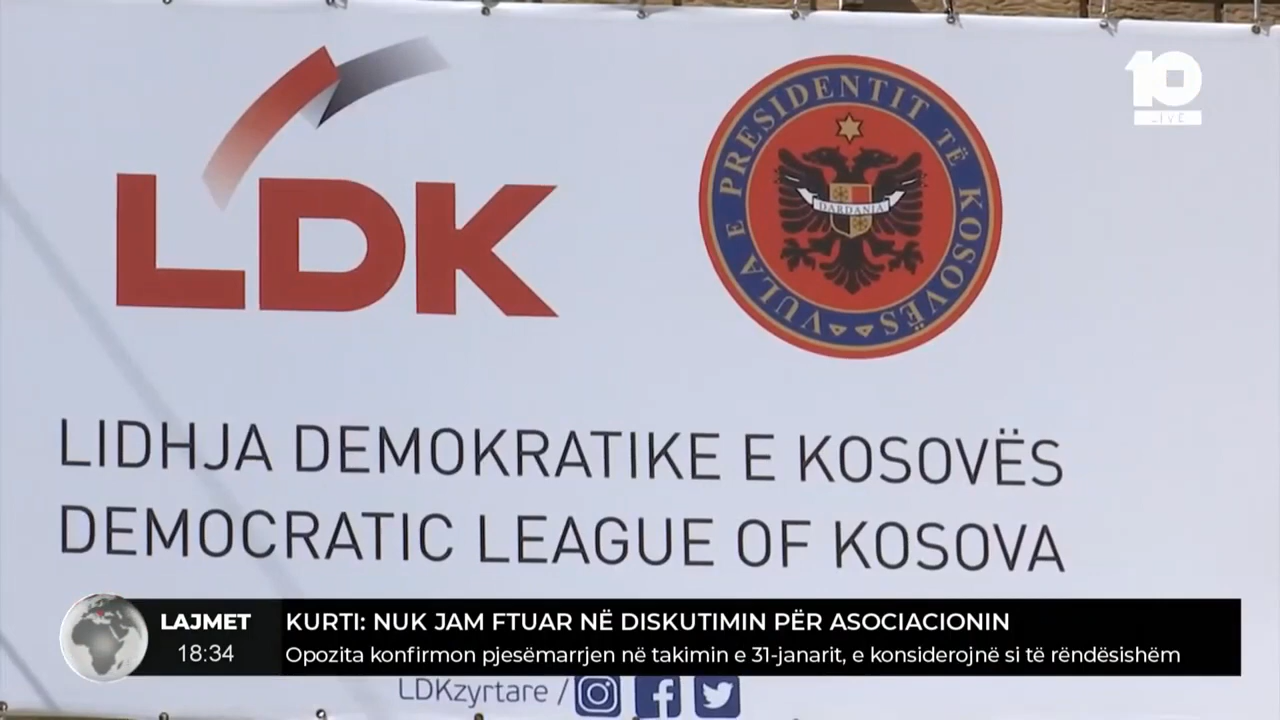 LDK
VULA E PRESIDENTIT TË KOSOVËS
DARDANIA
10
LIVE
LIDHJA DEMOKRATIKE E KOSOVËS
DEMOCRATIC LEAGUE OF KOSOVA
LAJMET
18:34
KURTI: NUK JAM FTUAR NË DISKUTIMIN PËR ASOCIACIONIN
Opozita konfirmon pjesëmarrjen në takimin e 31-janarit, e konsiderojnë si të rëndësishëm
LDKzyrtare /